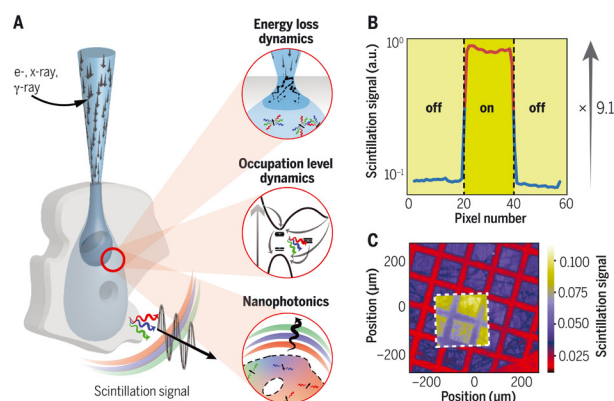 A
e-, x-ray,
γ-ray
Energy loss
dynamics
Occupation level
dynamics
Nanophotonics
Scintillation signal
B
Scintillation signal (a.u.)
10⁰
10⁻¹
off
on
off
× 9.1
0
20
40
60
Pixel number
C
Position (μm)
200
0
−200
−200
0
200
Position (μm)
0.100
0.075
0.050
0.025
Scintillation signal